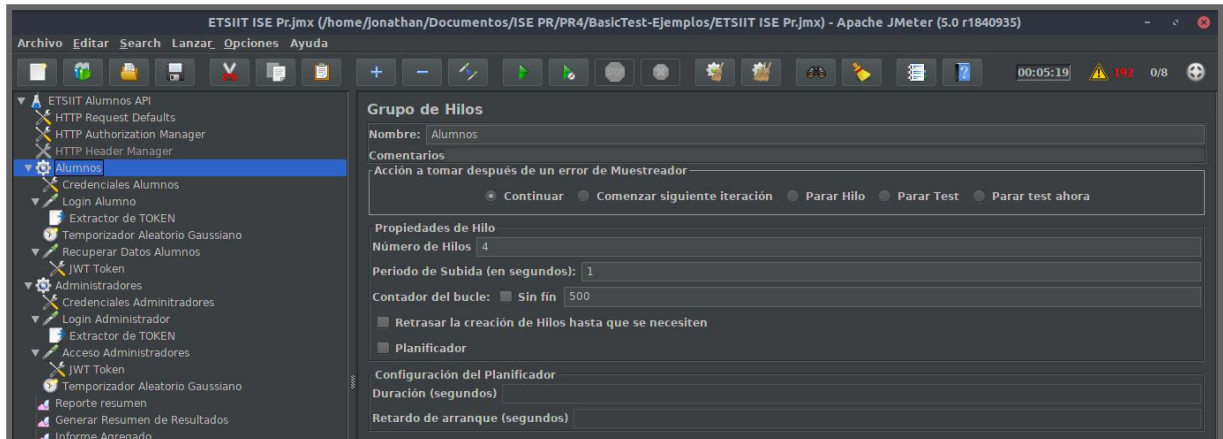 ETSIIT ISE Pr.jmx (/home/jonathan/Documentos/ISE PR/PR4/BasicTest-Ejemplos/ETSIIT ISE Pr.jmx) - Apache JMeter (5.0 r1840935)
Archivo Editar Search Lanzar Opciones Ayuda
00:05:19 192 0/8
ETSIIT Alumnos API
HTTP Request Defaults
HTTP Authorization Manager
HTTP Header Manager
Alumnos
Credenciales Alumnos
Login Alumno
Extractor de TOKEN
Temporizador Aleatorio Gaussiano
Recuperar Datos Alumnos
JWT Token
Administradores
Credenciales Adminitradores
Login Administrador
Extractor de TOKEN
Acceso Administradores
JWT Token
Temporizador Aleatorio Gaussiano
Reporte resumen
Generar Resumen de Resultados
Informe Agregado
Grupo de Hilos
Nombre: Alumnos
Comentarios
Acción a tomar después de un error de Muestreador
Continuar Comenzar siguiente iteración Parar Hilo Parar Test Parar test ahora
Propiedades de Hilo
Número de Hilos 4
Periodo de Subida (en segundos): 1
Contador del bucle: Sin fín 500
Retrasar la creación de Hilos hasta que se necesiten
Planificador
Configuración del Planificador
Duración (segundos)
Retardo de arranque (segundos)